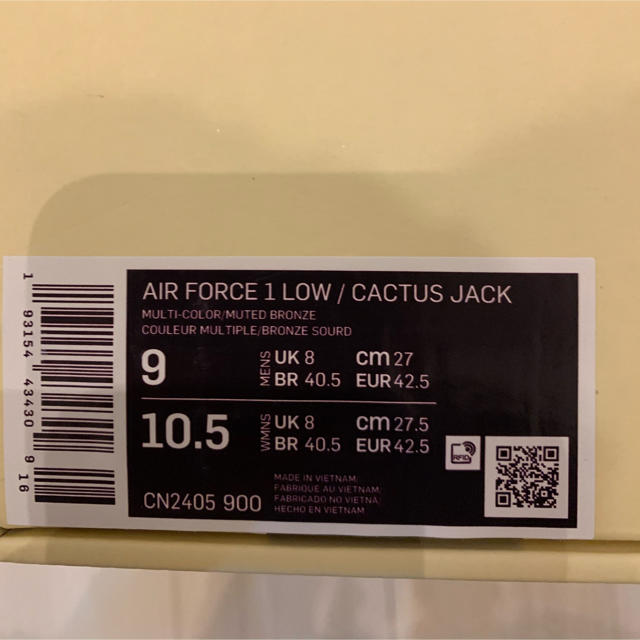 AIR FORCE 1 LOW / CACTUS JACK
MULTI-COLOR/MUTED BRONZE
COULEUR MULTIPLE/BRONZE SOURD
9 MENS UK 8 cm 27
BR 40.5 EUR 42.5
10.5 WMNS UK 8 cm 27.5
BR 40.5 EUR 42.5
RFID
MADE IN VIETNAM
FABRIQUÉ AU VIETNAM
FABRICADO NO VIETNA
HECHO EN VIETNAM
CN2405 900
1 93154 43430 9 16